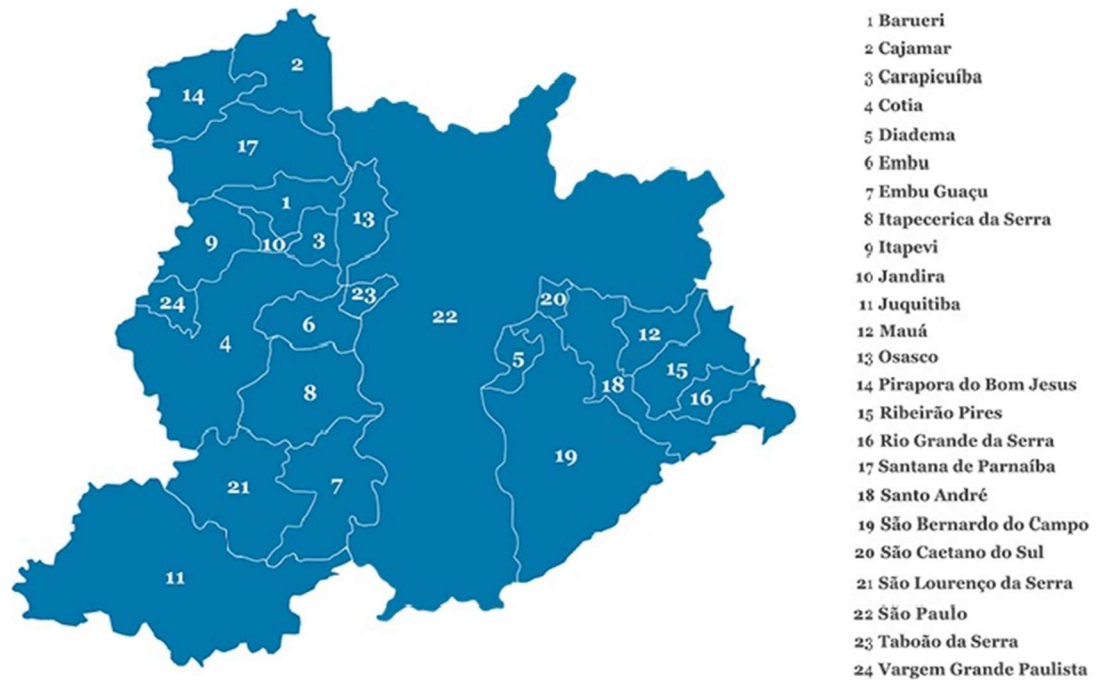 2
14
17
1
13
9
10
3
24
23
6
22
4
20
12
5
15
18
16
8
19
21
7
11
1 Barueri
2 Cajamar
3 Carapicuíba
4 Cotia
5 Diadema
6 Embu
7 Embu Guaçu
8 Itapecerica da Serra
9 Itapevi
10 Jandira
11 Juquitiba
12 Mauá
13 Osasco
14 Pirapora do Bom Jesus
15 Ribeirão Pires
16 Rio Grande da Serra
17 Santana de Parnaíba
18 Santo André
19 São Bernardo do Campo
20 São Caetano do Sul
21 São Lourenço da Serra
22 São Paulo
23 Taboão da Serra
24 Vargem Grande Paulista